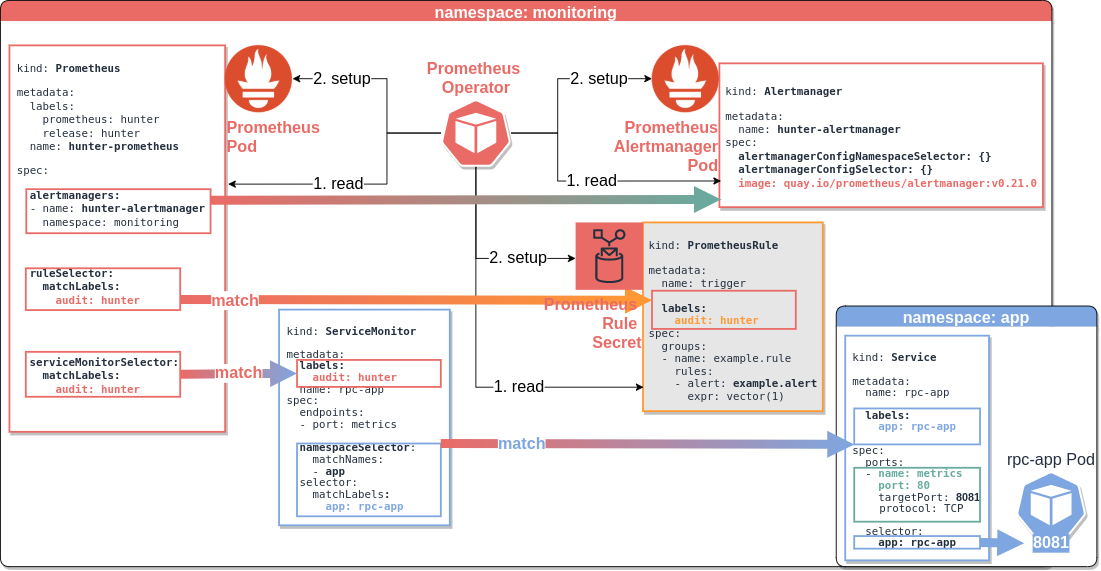 namespace: monitoring
kind: Prometheus
metadata:
labels:
prometheus: hunter
release: hunter
name: hunter-prometheus
spec:
alertmanagers:
- name: hunter-alertmanager
namespace: monitoring
ruleSelector:
matchLabels:
audit: hunter
serviceMonitorSelector:
matchLabels:
audit: hunter
Prometheus
Pod
2. setup
1. read
Prometheus
Operator
2. setup
1. read
Prometheus
Alertmanager
Pod
kind: Alertmanager
metadata:
name: hunter-alertmanager
spec:
alertmanagerConfigNamespaceSelector: {}
alertmanagerConfigSelector: {}
image: quay.io/prometheus/alertmanager:v0.21.0
match
match
2. setup
1. read
Prometheus
Rule
Secret
kind: PrometheusRule
metadata:
name: trigger
labels:
audit: hunter
spec:
groups:
- name: example.rule
rules:
- alert: example.alert
expr: vector(1)
kind: ServiceMonitor
metadata:
labels:
audit: hunter
name: rpc-app
spec:
endpoints:
- port: metrics
namespaceSelector:
matchNames:
- app
selector:
matchLabels:
app: rpc-app
match
namespace: app
kind: Service
metadata:
name: rpc-app
labels:
app: rpc-app
spec:
ports:
- name: metrics
port: 80
targetPort: 8081
protocol: TCP
selector:
app: rpc-app
rpc-app Pod
8081